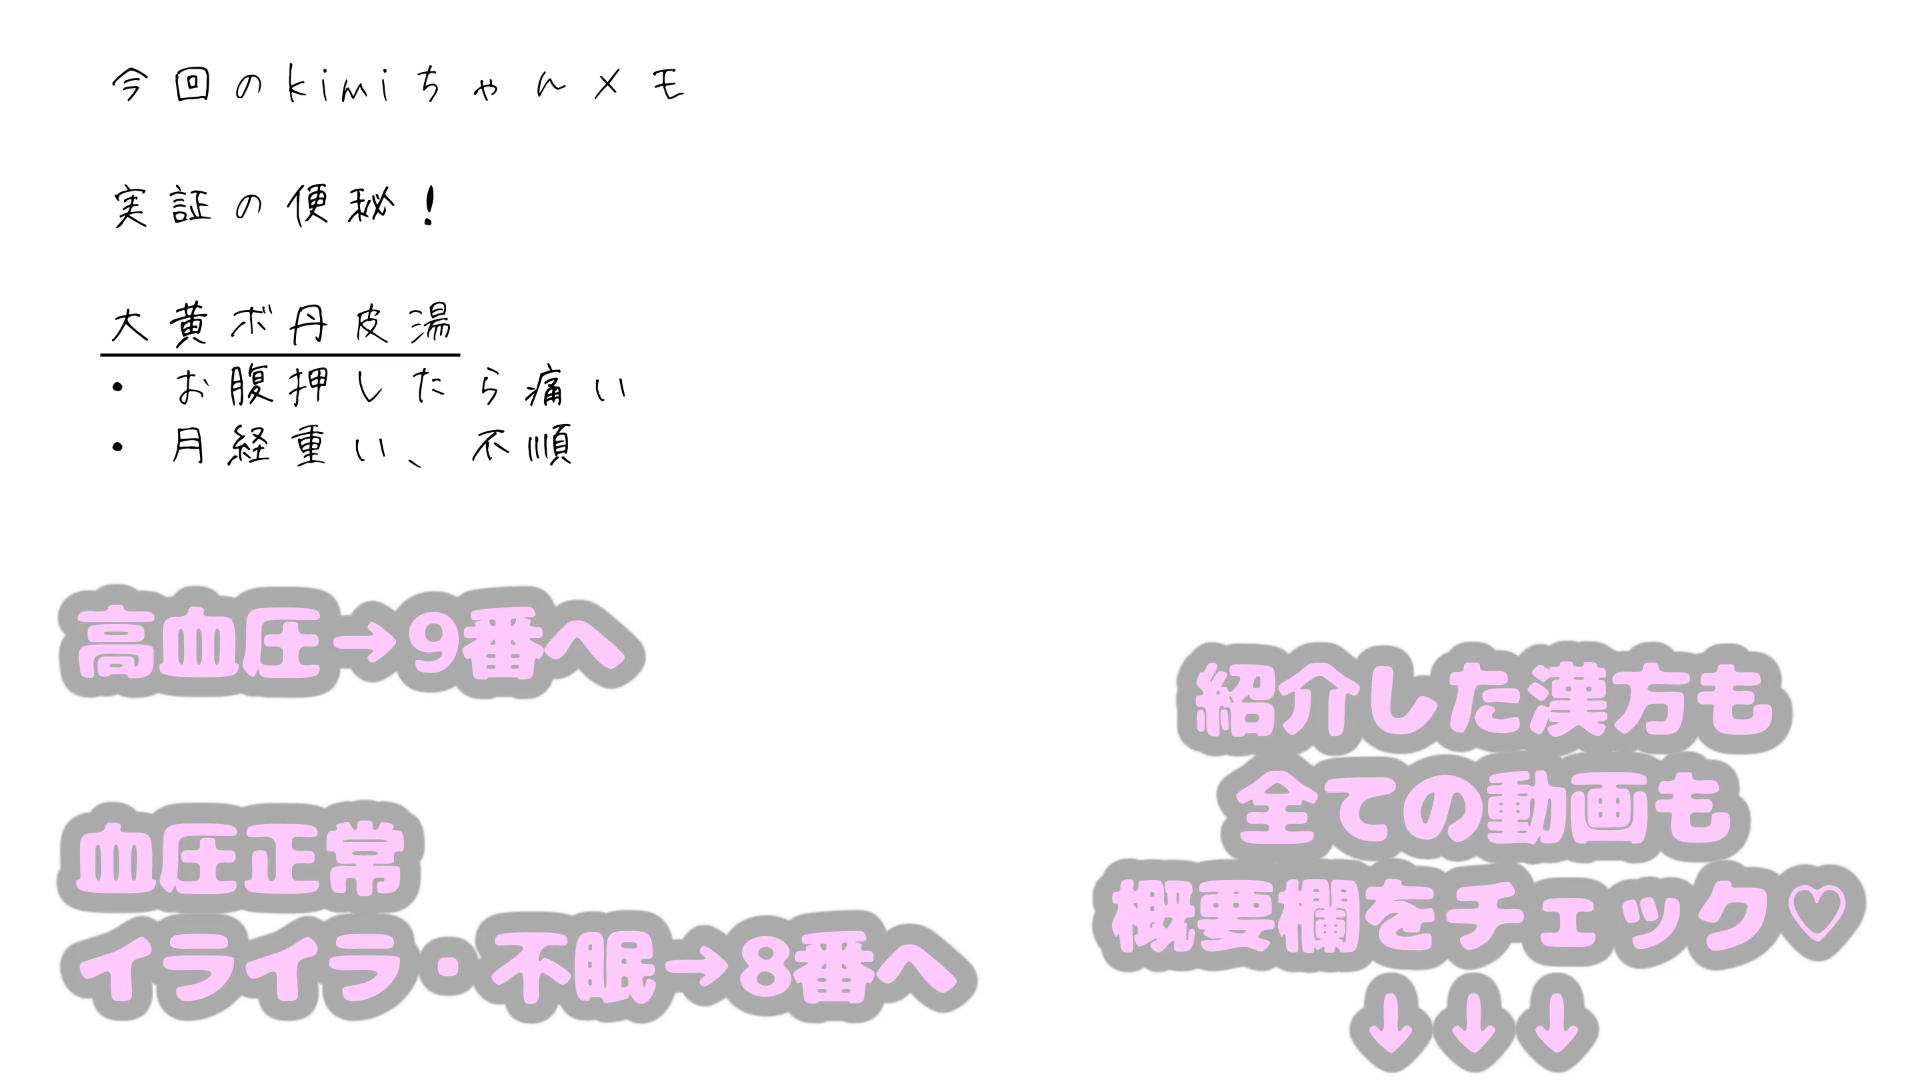 今回のkimiちゃんメモ
実証の便秘！
大黄ボ丹皮湯
・ お腹押したら痛い
・ 月経重い、不順
高血圧→9番へ
血圧正常
イライラ・不眠→8番へ
紹介した漢方も
全ての動画も
概要欄をチェック♡
↓↓↓